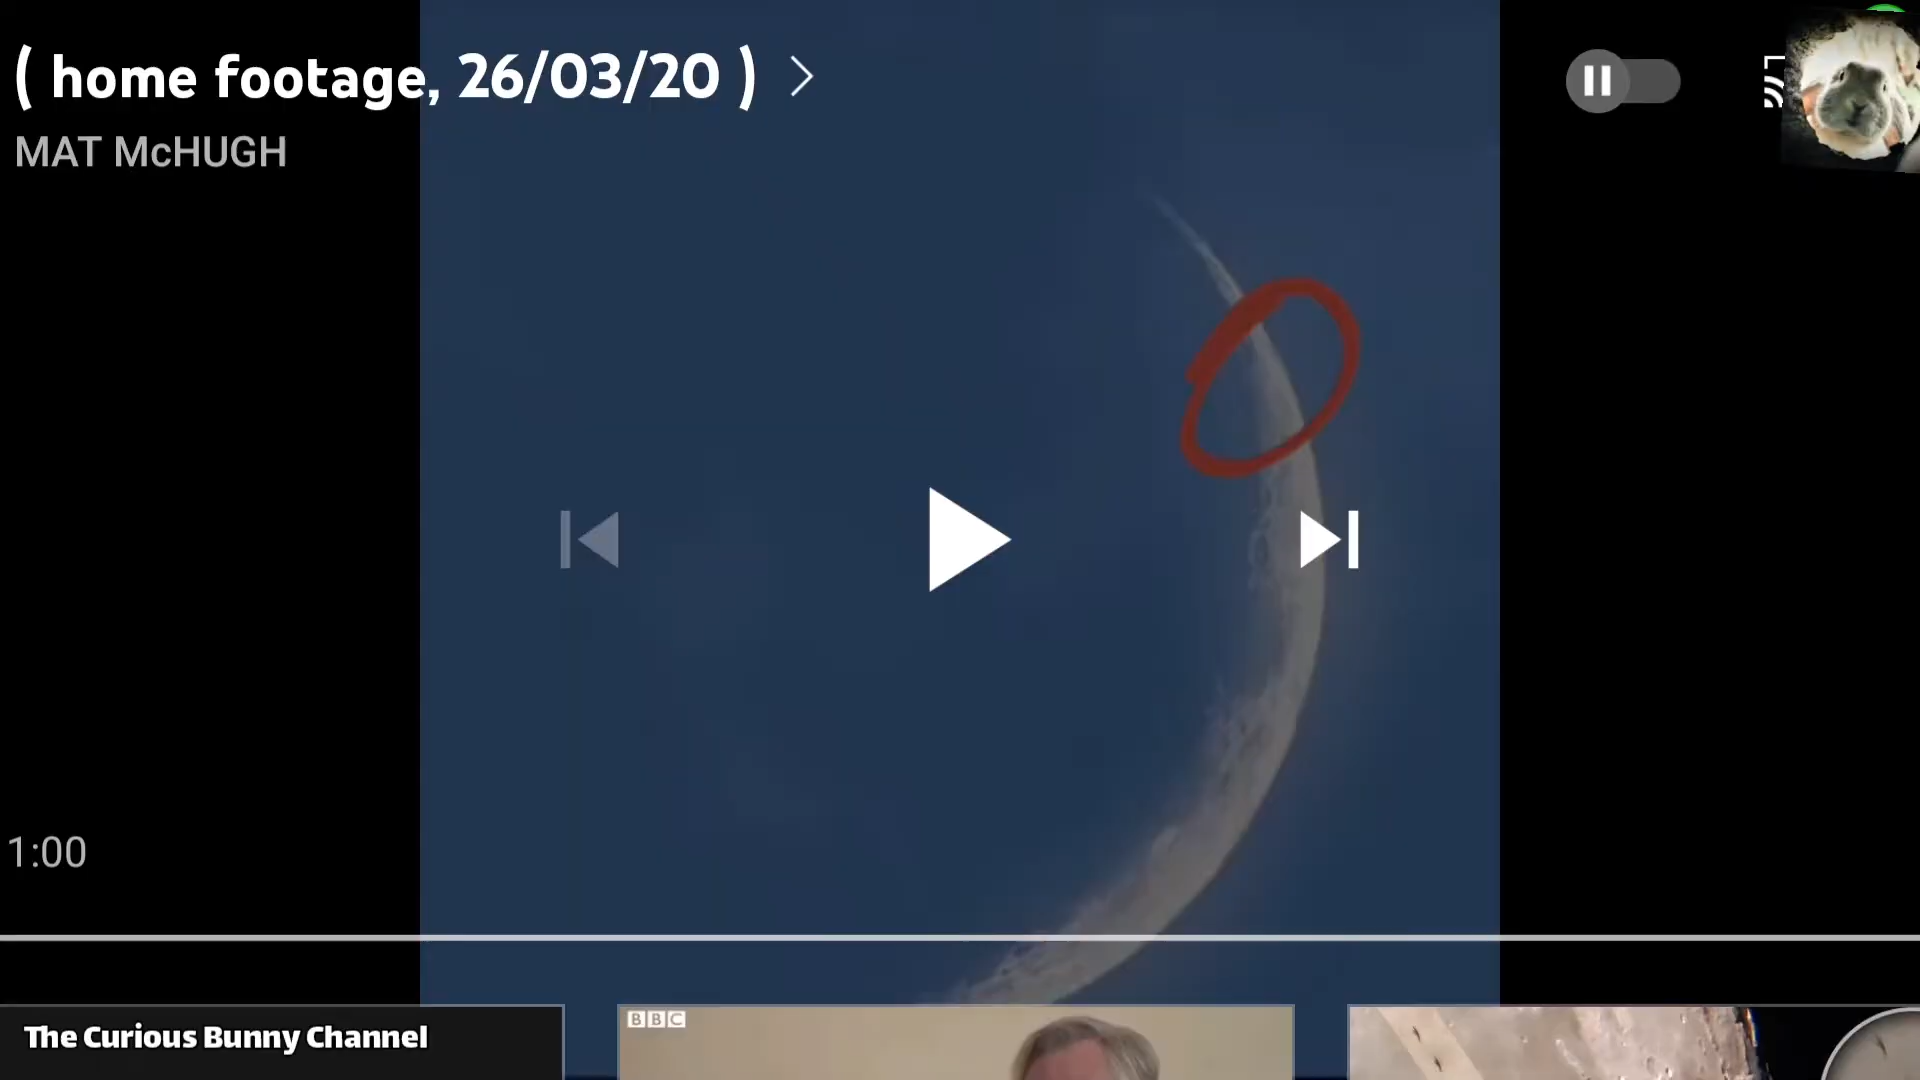 ( home footage, 26/03/20 )
MAT McHUGH
1:00
The Curious Bunny Channel
BBC